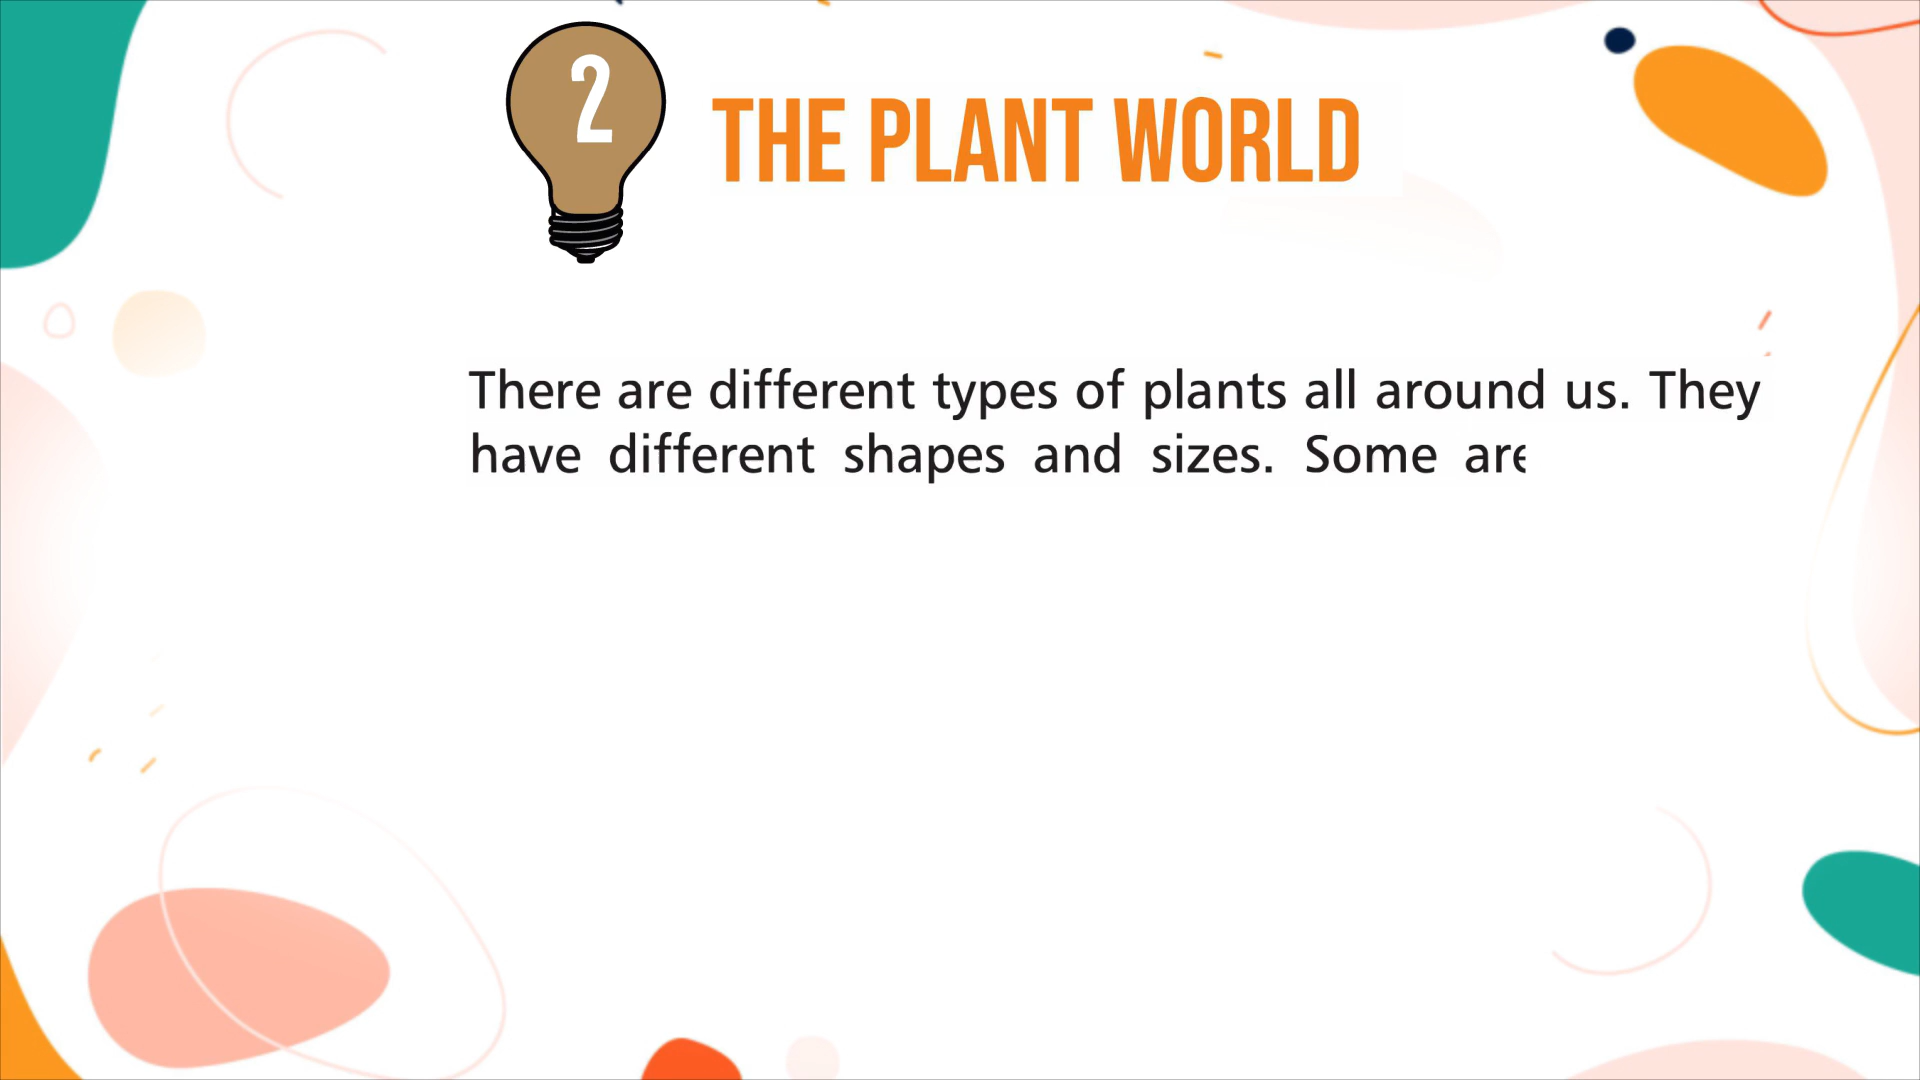 2
THE PLANT WORLD
There are different types of plants all around us. They
have different shapes and sizes. Some are